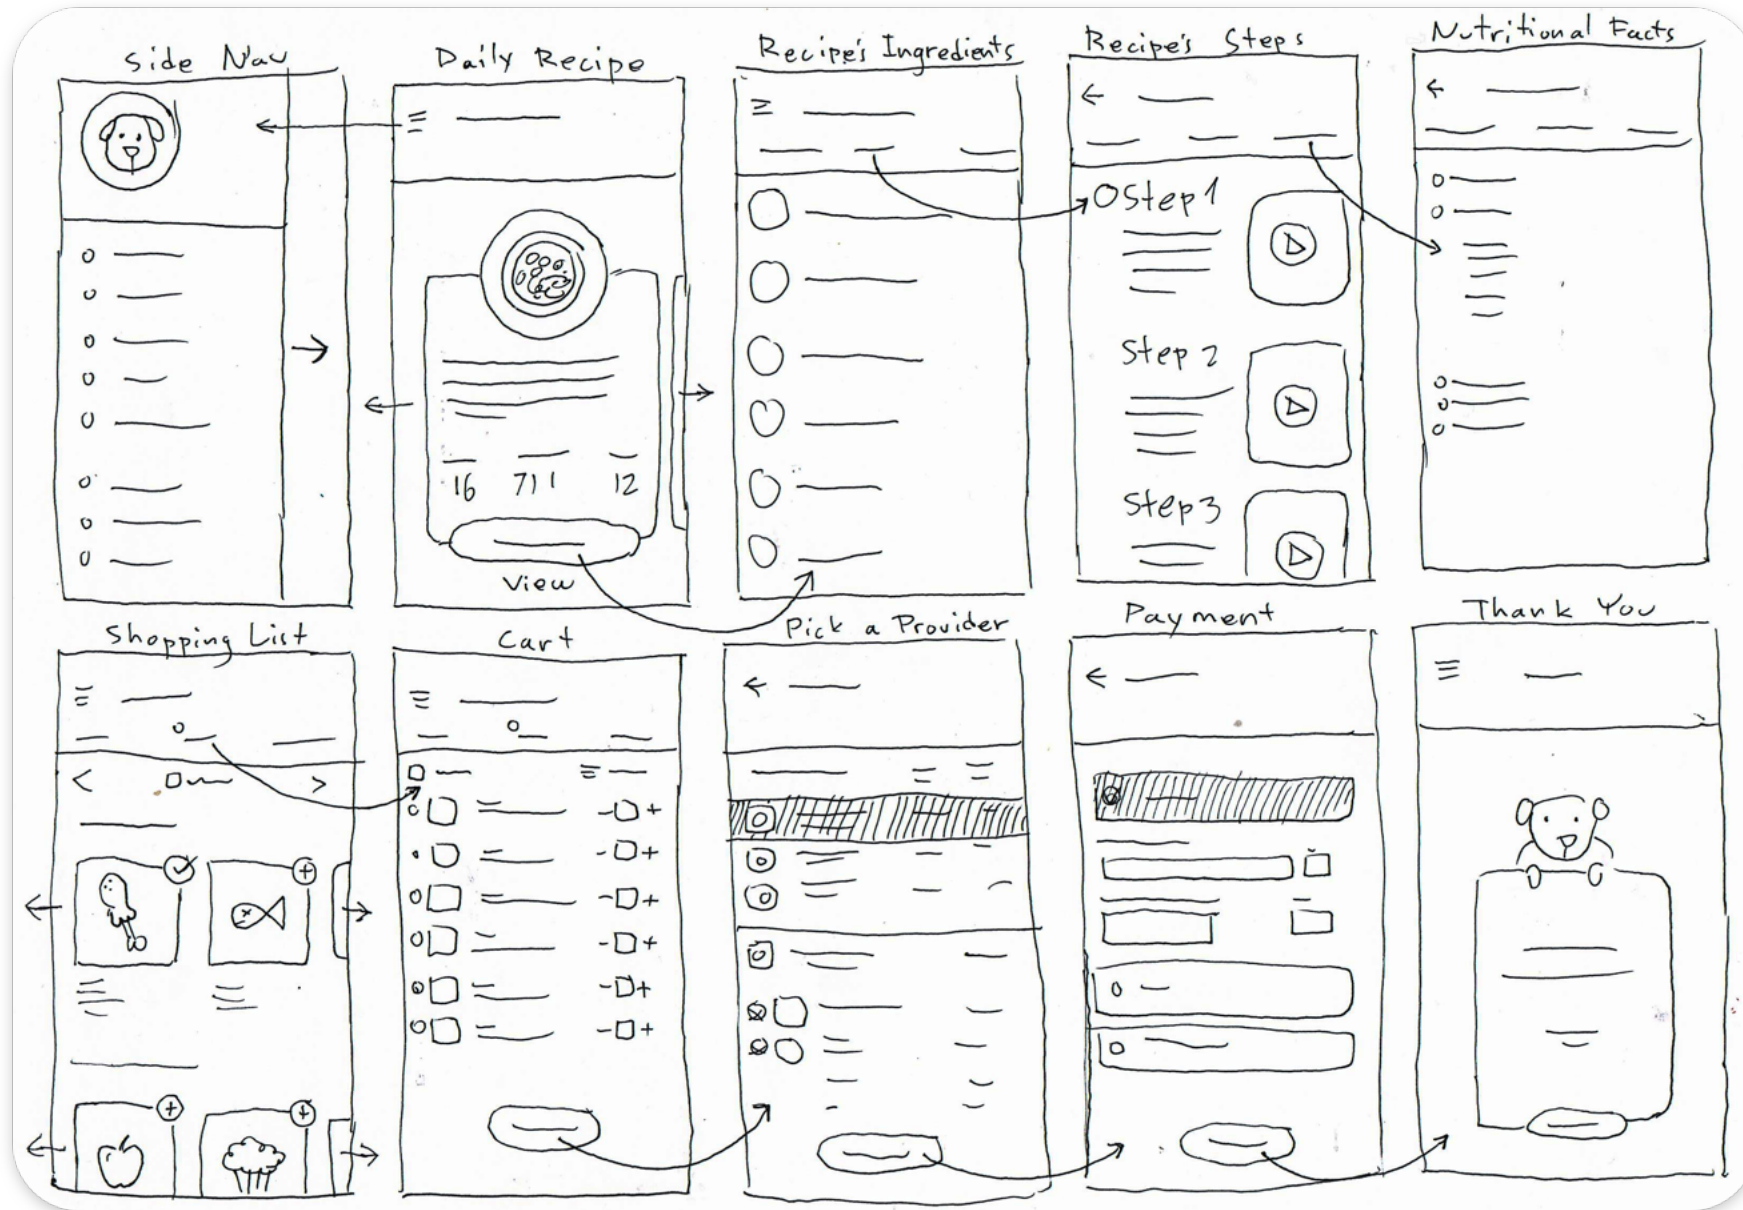 Side Nav
Daily Recipe
Recipe's Ingredients
Recipe's Steps
Nutritional Facts
Step 1
Step 2
Step 3
16 711 12
View
Shopping List
Cart
Pick a Provider
Payment
Thank You